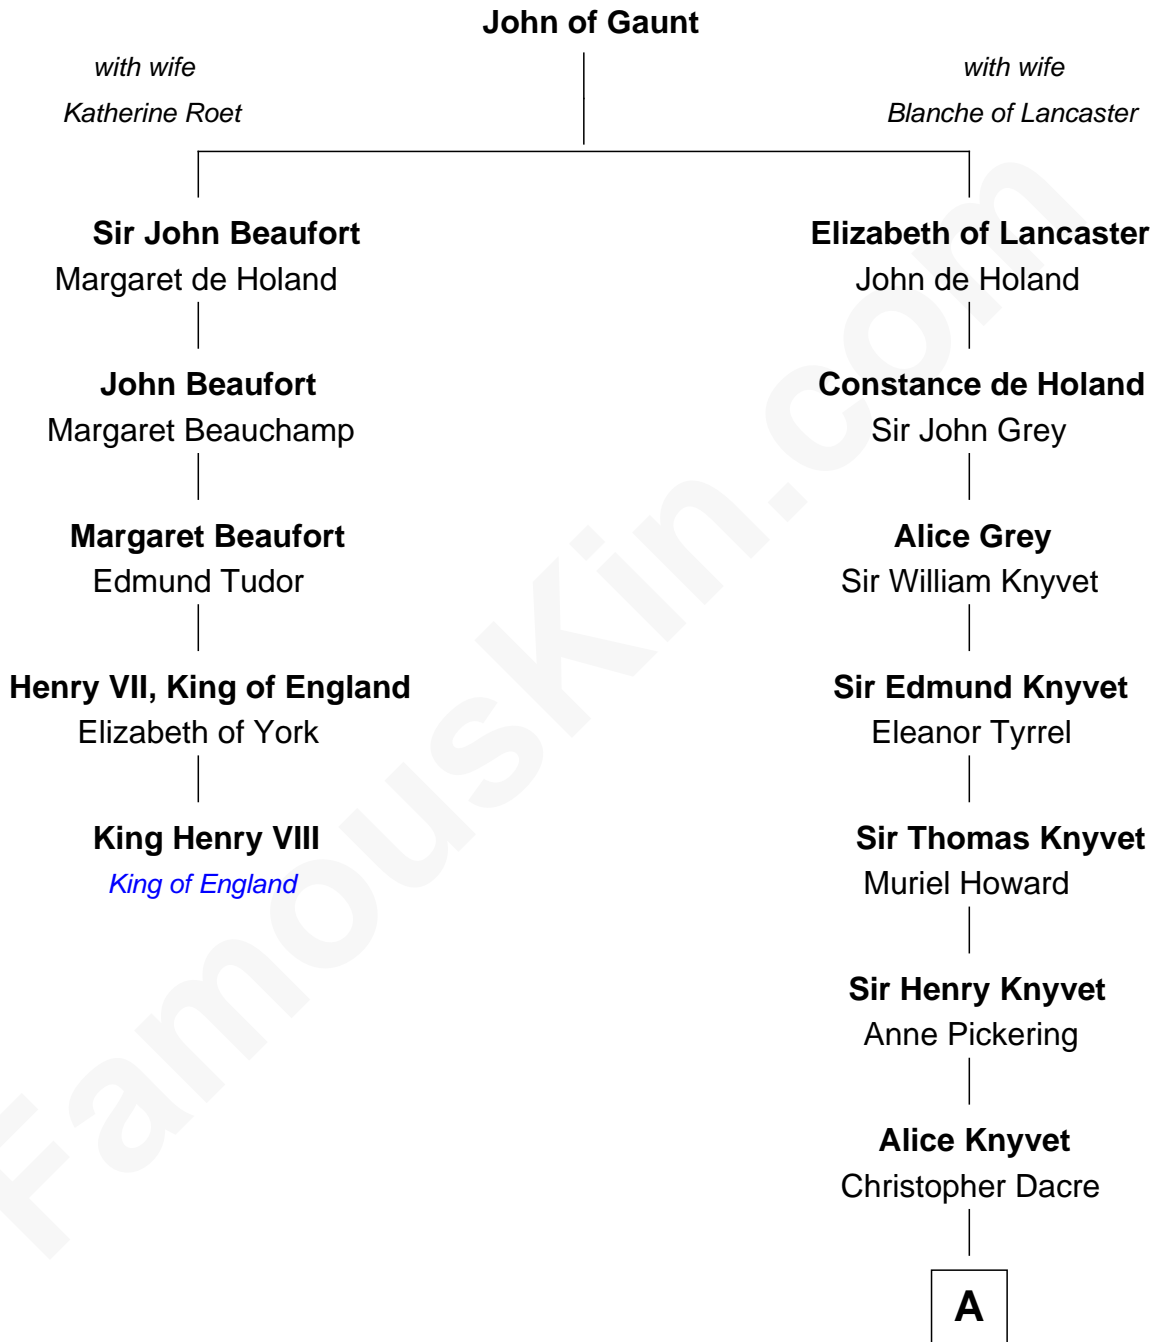 John of Gaunt
with wife
Katherine Roet
with wife
Blanche of Lancaster
Sir John Beaufort
Margaret de Holand
John Beaufort
Margaret Beauchamp
Margaret Beaufort
Edmund Tudor
Henry VII, King of England
Elizabeth of York
King Henry VIII
King of England
Elizabeth of Lancaster
John de Holand
Constance de Holand
Sir John Grey
Alice Grey
Sir William Knyvet
Sir Edmund Knyvet
Eleanor Tyrrel
Sir Thomas Knyvet
Muriel Howard
Sir Henry Knyvet
Anne Pickering
Alice Knyvet
Christopher Dacre
A
FamousKin.com